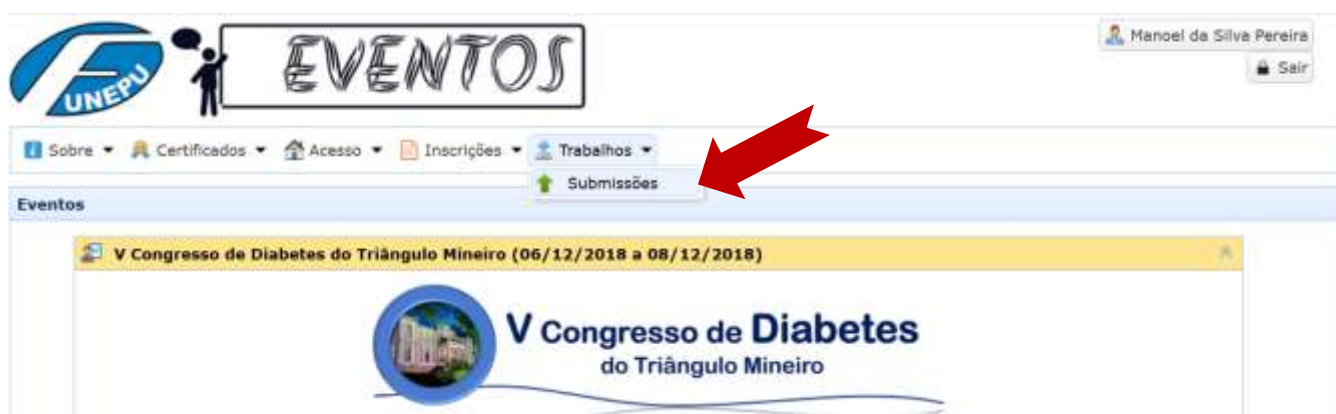 FUNEPU
EVENTOS
Manoel da Silva Pereira
Sair
Sobre Certificados Acesso Inscrições Trabalhos
Submissões
Eventos
V Congresso de Diabetes do Triângulo Mineiro (06/12/2018 a 08/12/2018)
V Congresso de Diabetes
do Triângulo Mineiro